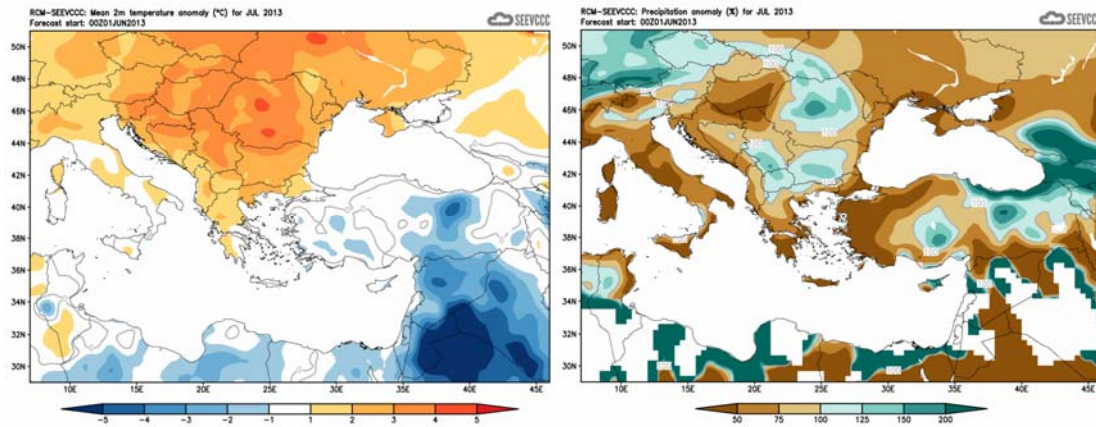 RCM-SEEVCCC: Mean 2m temperature anomaly (°C) for JUL 2013
Forecast start: 00Z01JUN2013
SEEVCCC
50N
48N
46N
44N
42N
40N
38N
36N
34N
32N
30N
10E 15E 20E 25E 30E 35E 40E 45E
-5 -4 -3 -2 -1 1 2 3 4 5
RCM-SEEVCCC: Precipitation anomaly (%) for JUL 2013
Forecast start: 00Z01JUN2013
SEEVCCC
50N
48N
46N
44N
42N
40N
38N
36N
34N
32N
30N
10E 15E 20E 25E 30E 35E 40E 45E
50 75 100 125 150 200